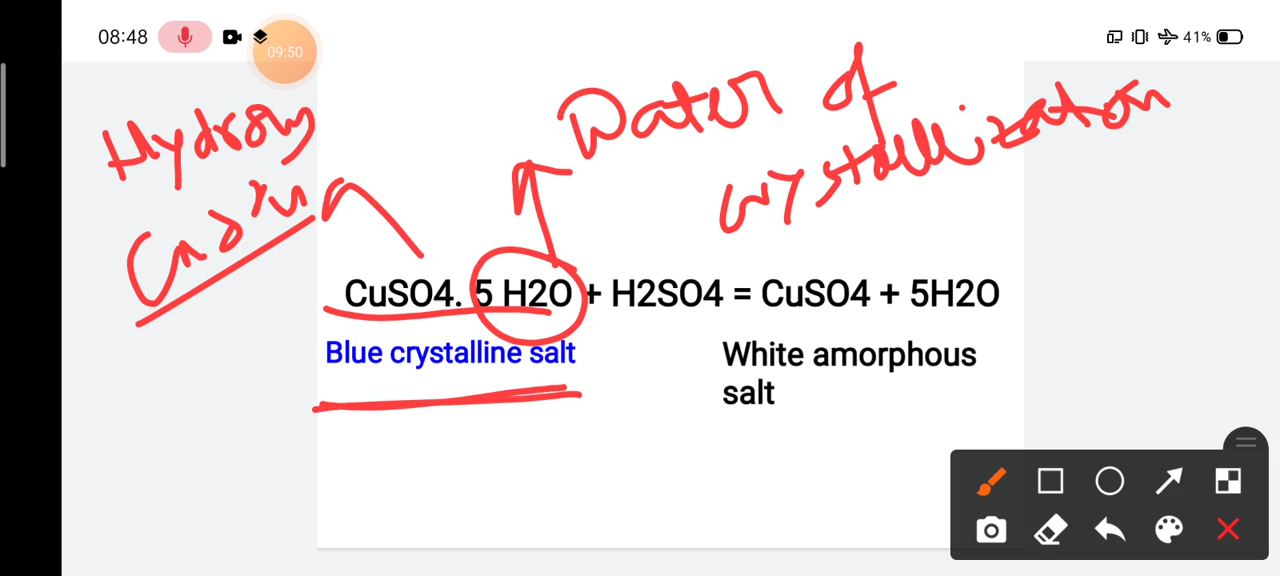 08:48
09:50
41%
Water of
crystallization
Hydrous
CuSO4. 5 H2O + H2SO4 = CuSO4 + 5H2O
Blue crystalline salt
White amorphous
salt